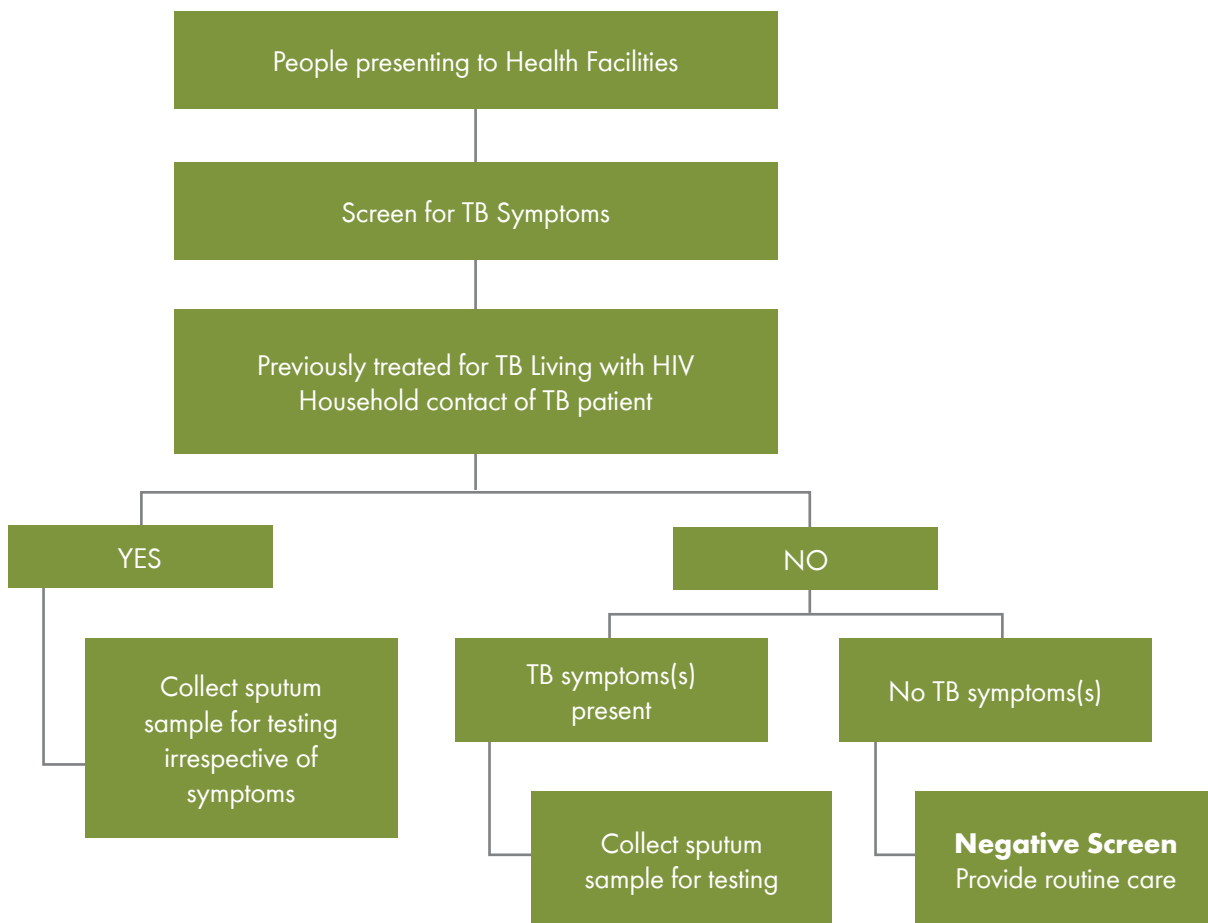 People presenting to Health Facilities
Screen for TB Symptoms
Previously treated for TB Living with HIV
Household contact of TB patient
YES
NO
Collect sputum
sample for testing
irrespective of
symptoms
TB symptoms(s)
present
No TB symptoms(s)
Collect sputum
sample for testing
Negative Screen
Provide routine care